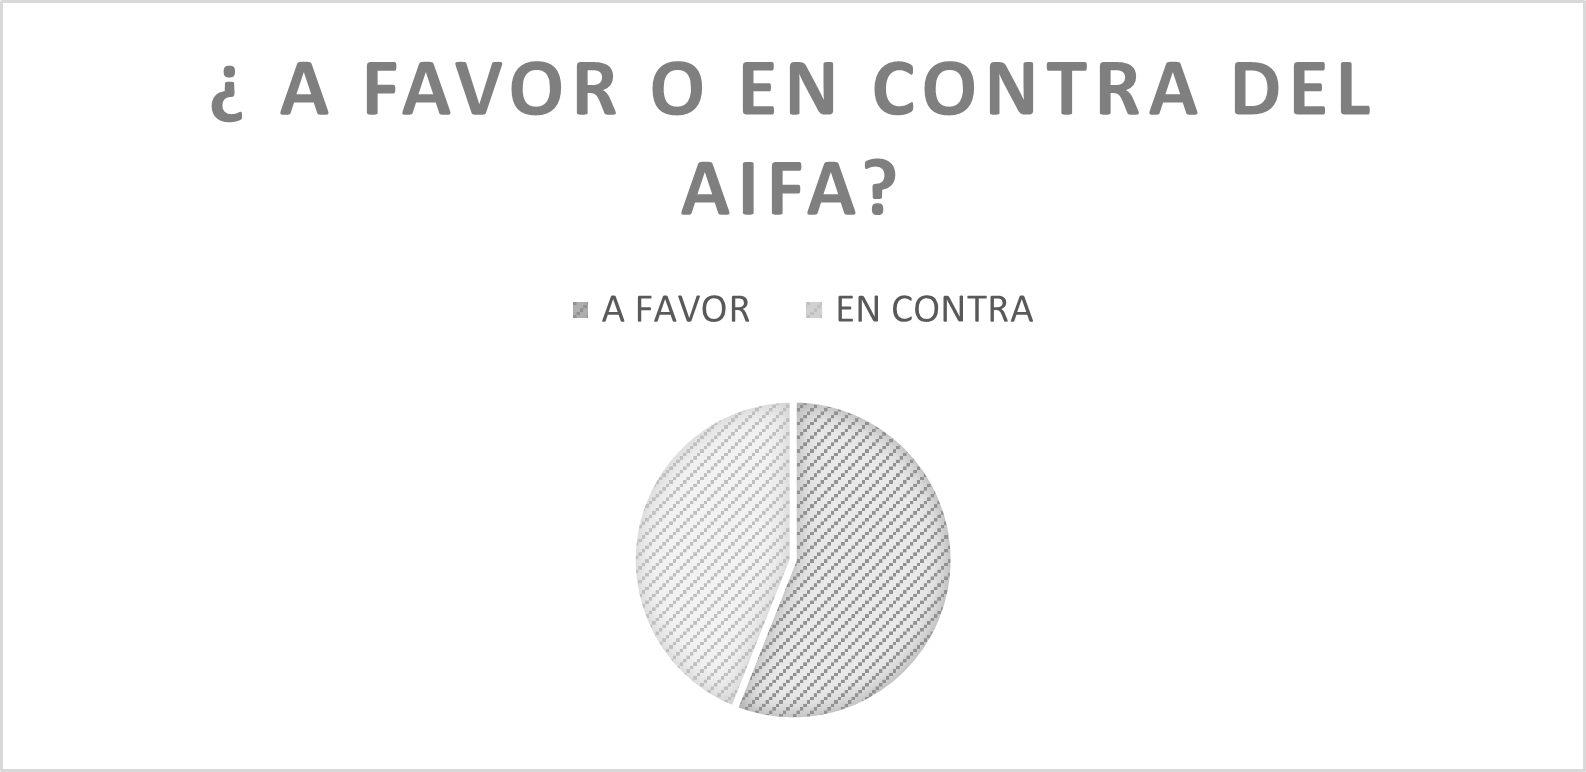 ¿ A FAVOR O EN CONTRA DEL
AIFA?
A FAVOR EN CONTRA